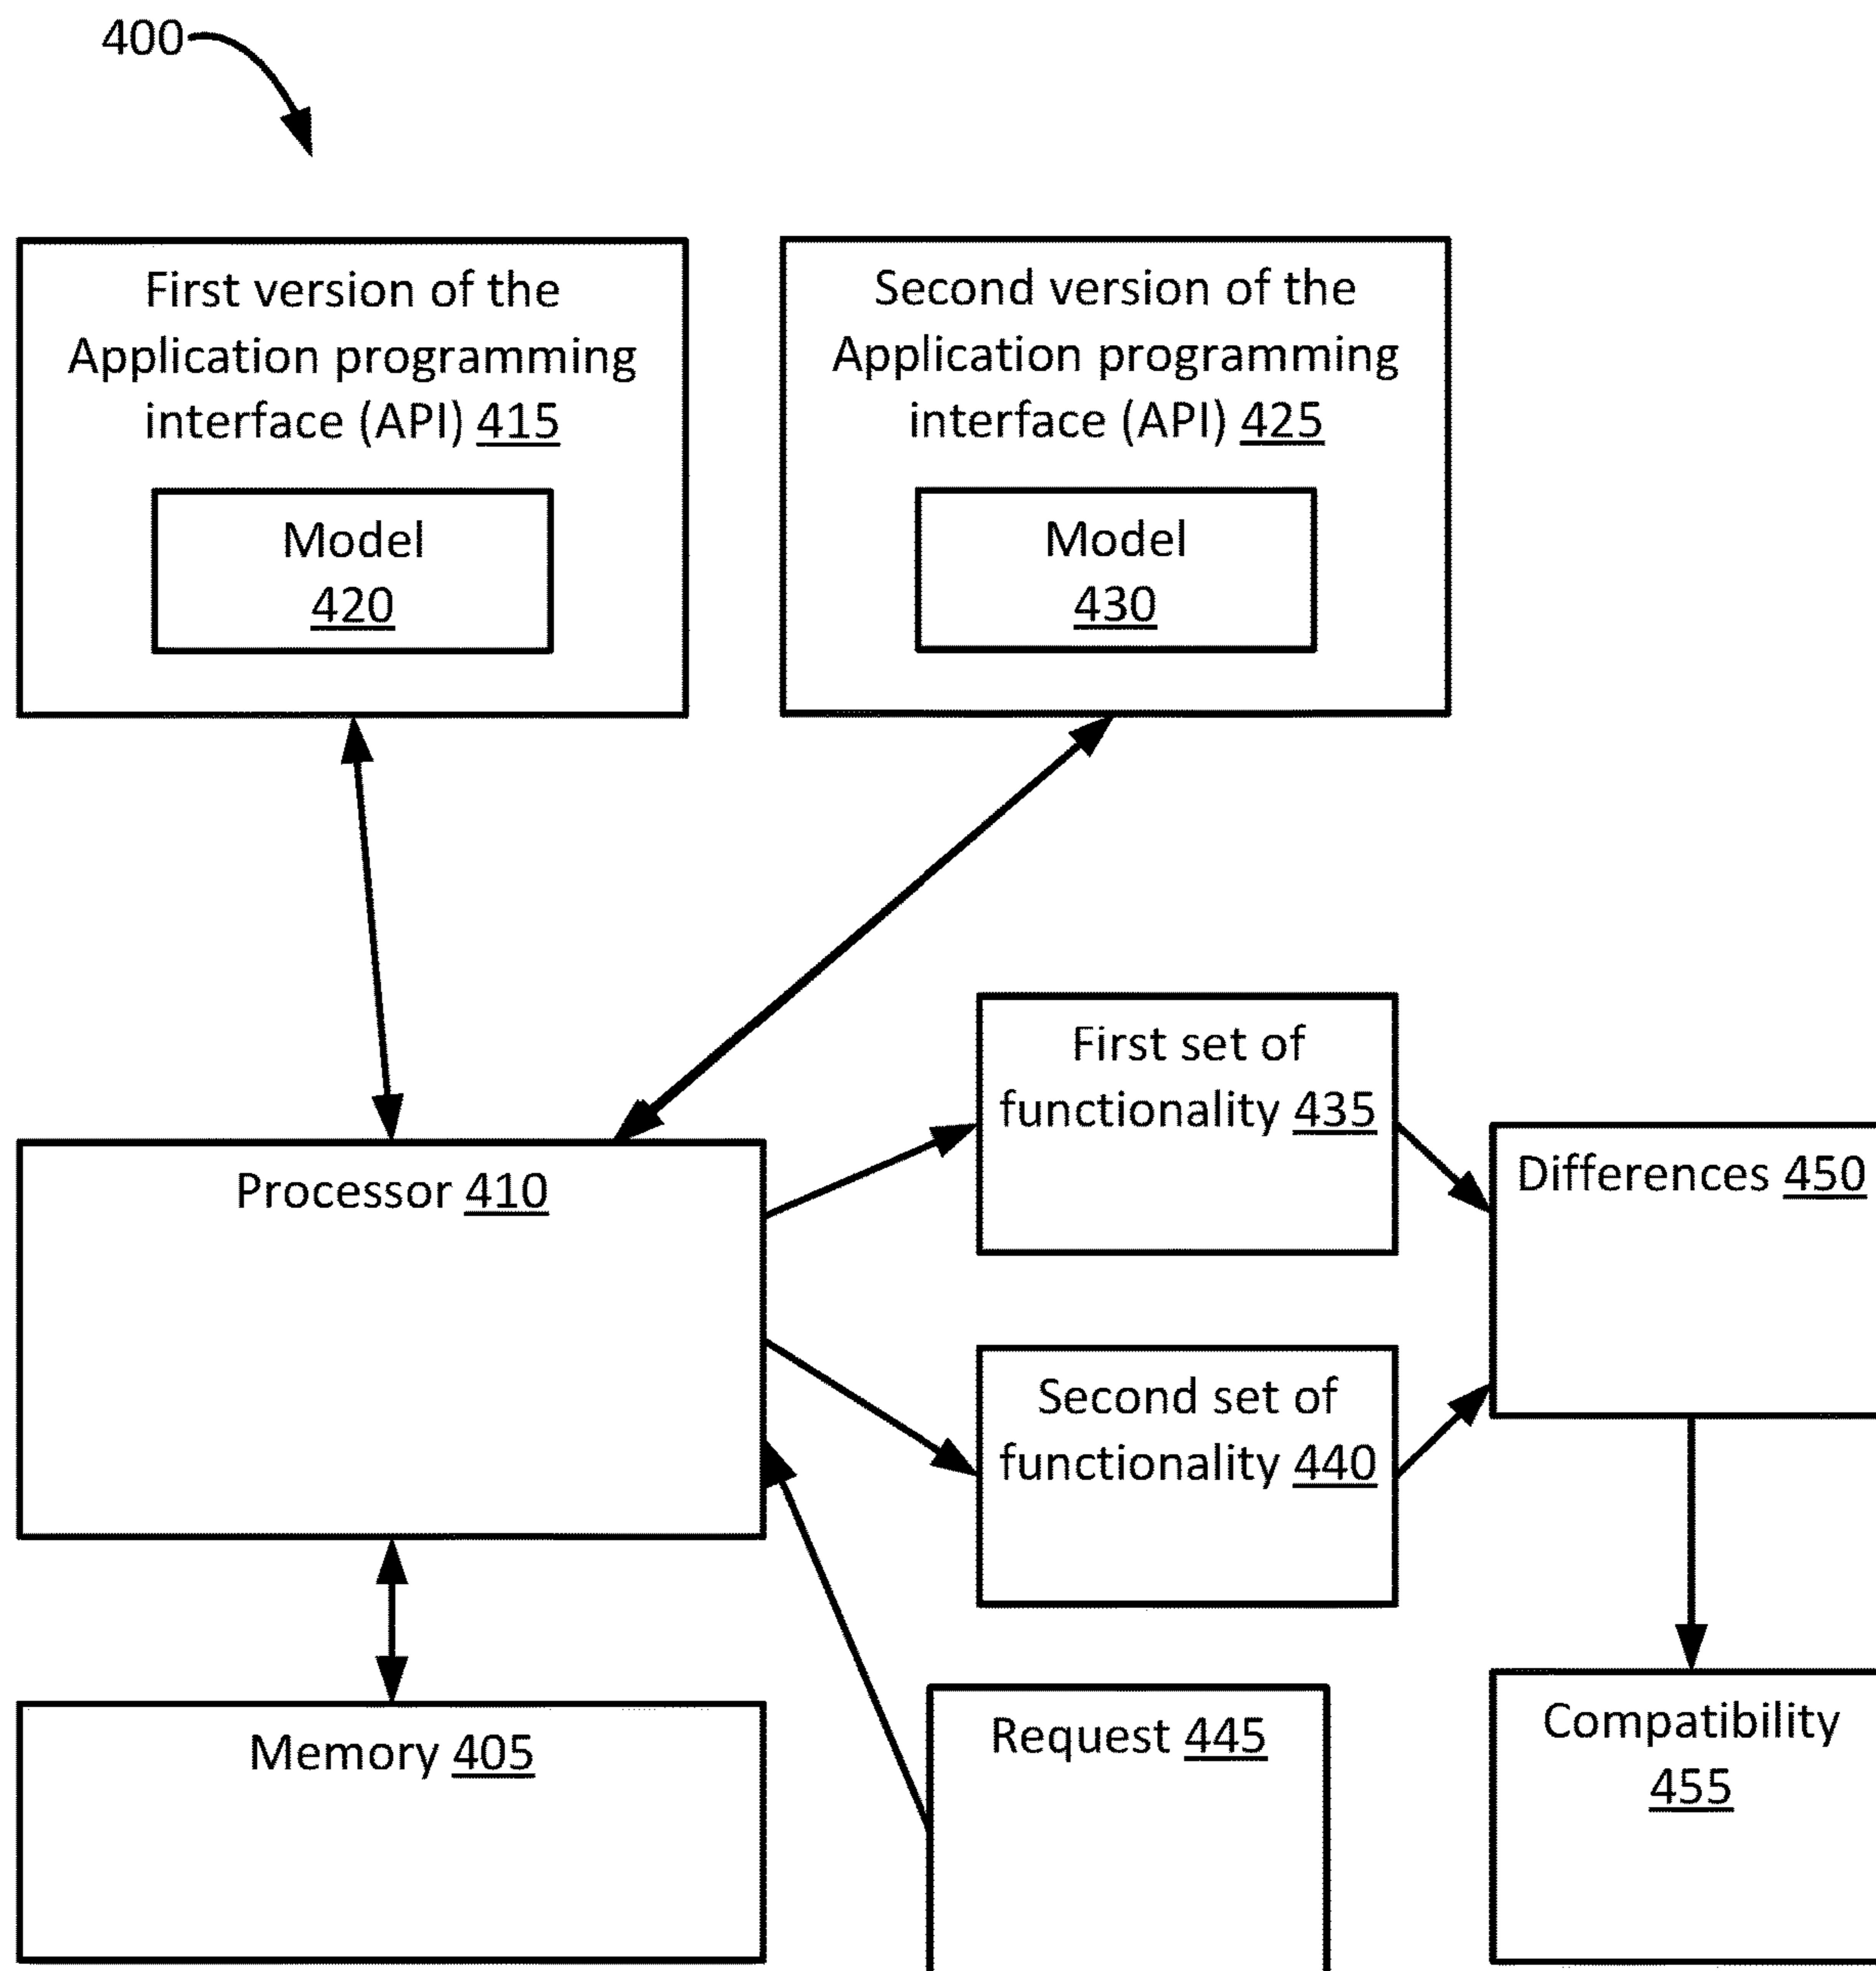 400
First version of the
Application programming
interface (API) 415
Model
420
Second version of the
Application programming
interface (API) 425
Model
430
First set of
functionality 435
Differences 450
Processor 410
Second set of
functionality 440
Memory 405
Request 445
Compatibility
455